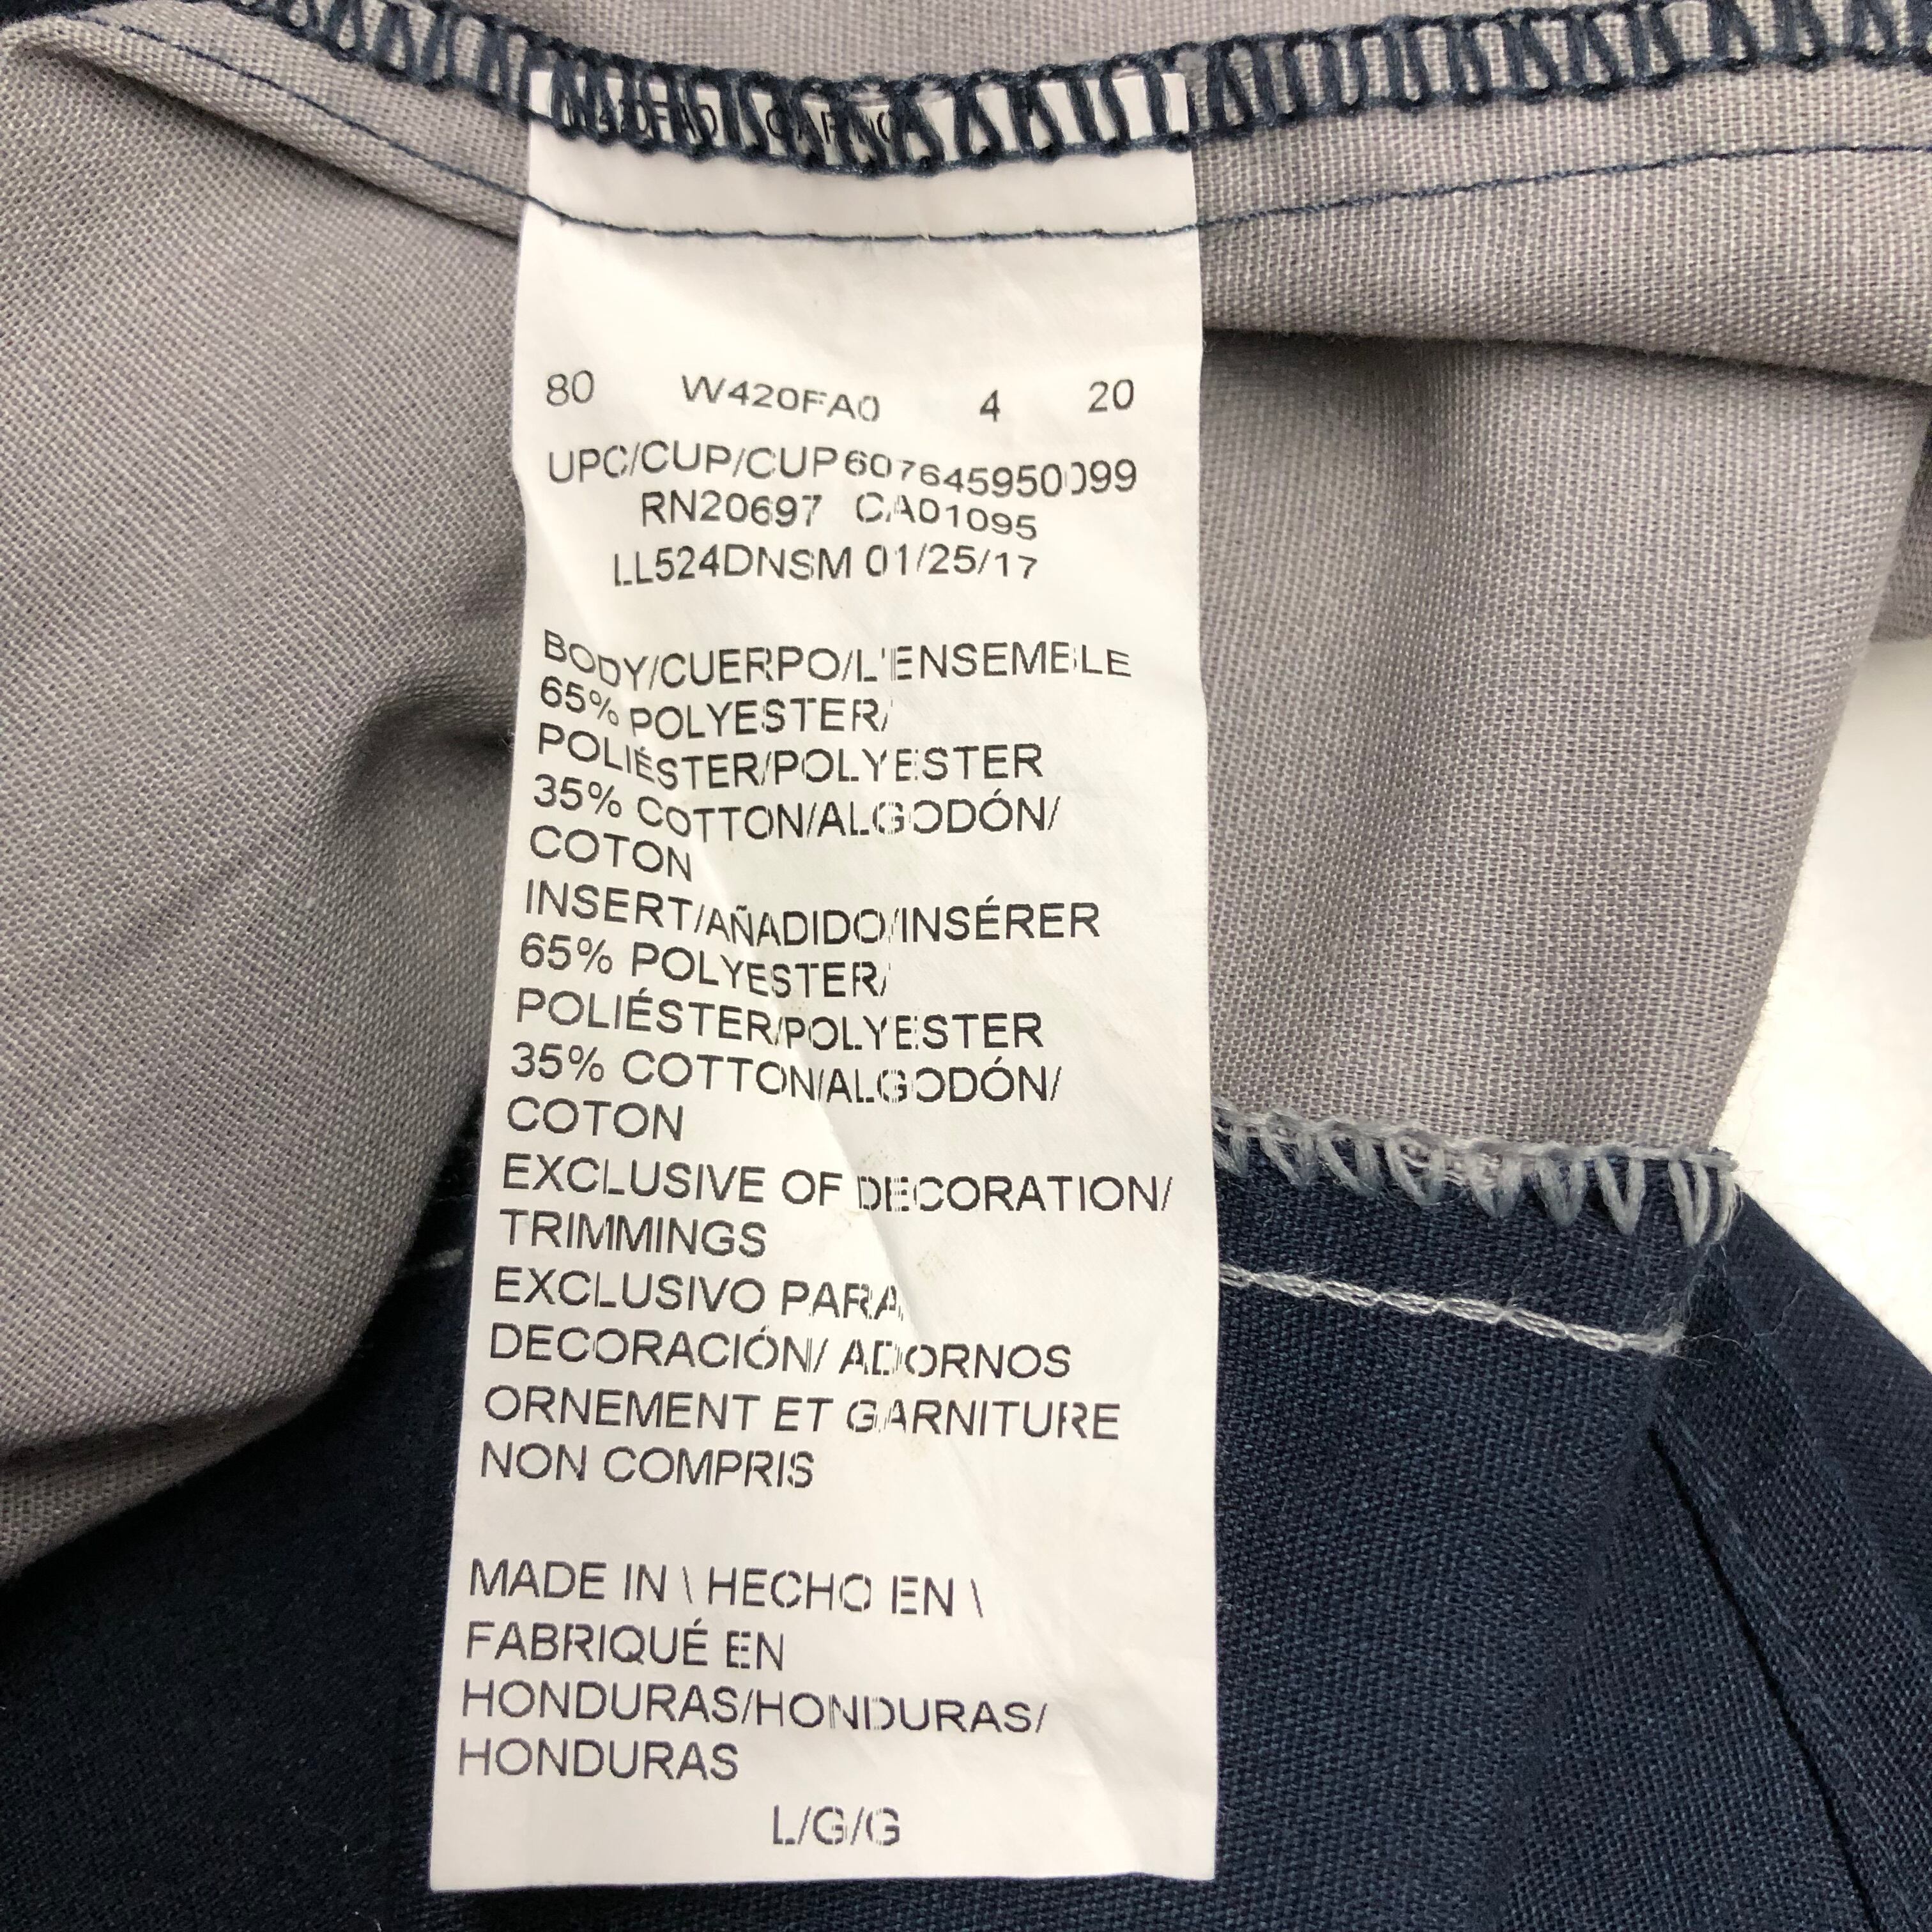 80 W420FA0 4 20
UPC/CUP/CUP 607645950099
RN20697 CA01095
LL524DNSM 01/25/17
BODY/CUERPO/L'ENSEMBLE
65% POLYESTER/
POLIÉSTER/POLYESTER
35% COTTON/ALGODÓN/
COTON
INSERT/AÑADIDO/INSÉRER
65% POLYESTER/
POLIÉSTER/POLYESTER
35% COTTON/ALGODÓN/
COTON
EXCLUSIVE OF DECORATION/
TRIMMINGS
EXCLUSIVO PARA
DECORACIÓN/ ADORNOS
ORNEMENT ET GARNITURE
NON COMPRIS
MADE IN \ HECHO EN \
FABRIQUÉ EN
HONDURAS/HONDURAS/
HONDURAS
L/G/G